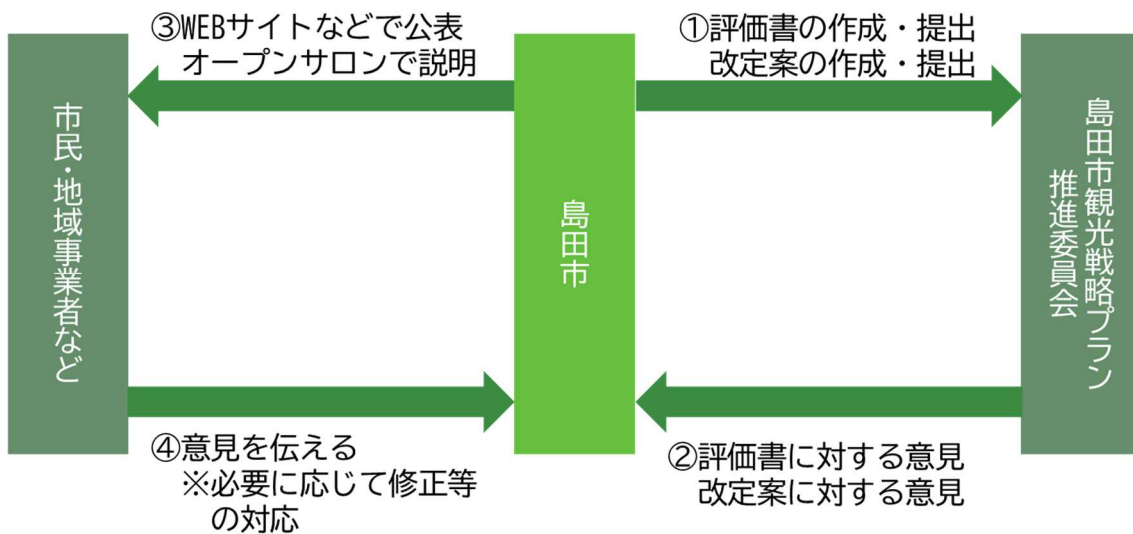 ③WEBサイトなどで公表
オープンサロンで説明
①評価書の作成・提出
改定案の作成・提出
市民・地域事業者など
島田市
島田市観光戦略プラン
推進委員会
④意見を伝える
※必要に応じて修正等
の対応
②評価書に対する意見
改定案に対する意見